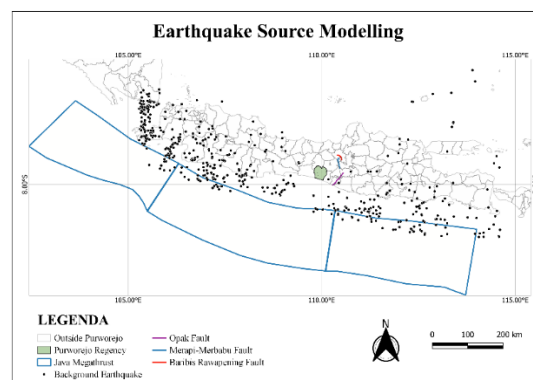 Earthquake Source Modelling
105.00°E
110.00°E
115.00°E
8.00°S
105.00°E
110.00°E
115.00°E
LEGENDA
Outside Purworejo
Purworejo Regency
Java Megathrust
Background Earthquake
Opak Fault
Merapi-Merbabu Fault
Baribis Rawapening Fault
N
0
100
200 km